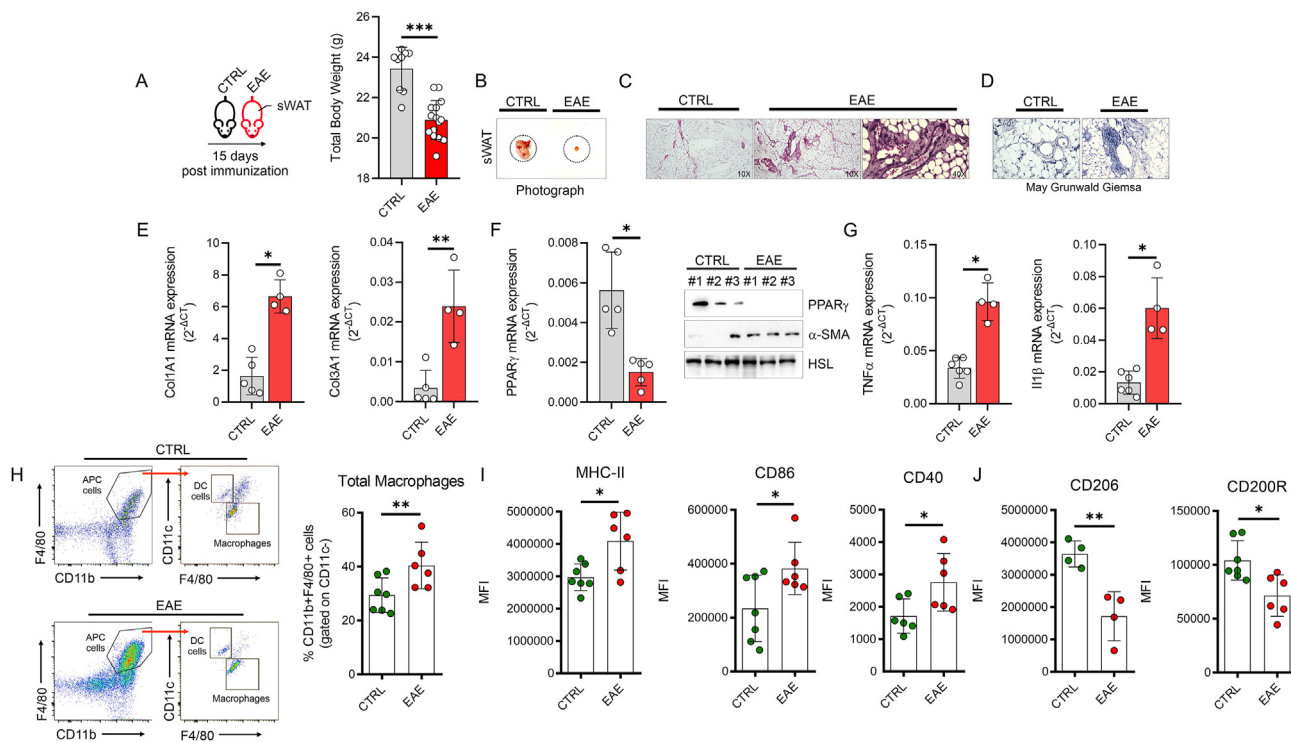 A
CTRL
EAE
sWAT
15 days
post immunization
Total Body Weight (g)
26
24
22
20
18
***
CTRL
EAE
B
CTRL
EAE
sWAT
Photograph
C
CTRL
EAE
10X
10X
40X
D
CTRL
EAE
May Grunwald Giemsa
E
Col1A1 mRNA expression
(2^-ΔCT)
8
6
4
2
0
*
CTRL
EAE
Col3A1 mRNA expression
(2^-ΔCT)
0.04
0.03
0.02
0.01
0.00
**
CTRL
EAE
F
PPARγ mRNA expression
(2^-ΔCT)
0.008
0.006
0.004
0.002
0.000
*
CTRL
EAE
CTRL EAE
#1 #2 #3 #1 #2 #3
PPARγ
α-SMA
HSL
G
TNFα mRNA expression
(2^-ΔCT)
0.15
0.10
0.05
0.00
*
CTRL
EAE
Il1β mRNA expression
(2^-ΔCT)
0.10
0.08
0.06
0.04
0.02
0.00
*
CTRL
EAE
H
CTRL
F4/80
APC
cells
CD11b
CD11c
DC
cells
Macrophages
F4/80
EAE
F4/80
APC
cells
CD11b
CD11c
DC
cells
Macrophages
F4/80
Total Macrophages
% CD11b+F4/80+ cells
(gated on CD11c-)
60
40
20
0
**
CTRL
EAE
I
MHC-II
MFI
5000000
4000000
3000000
2000000
1000000
0
*
CTRL
EAE
CD86
MFI
800000
600000
400000
200000
0
*
CTRL
EAE
CD40
MFI
5000
4000
3000
2000
1000
0
*
CTRL
EAE
J
CD206
MFI
5000000
4000000
3000000
2000000
1000000
0
**
CTRL
EAE
CD200R
MFI
150000
100000
50000
0
*
CTRL
EAE